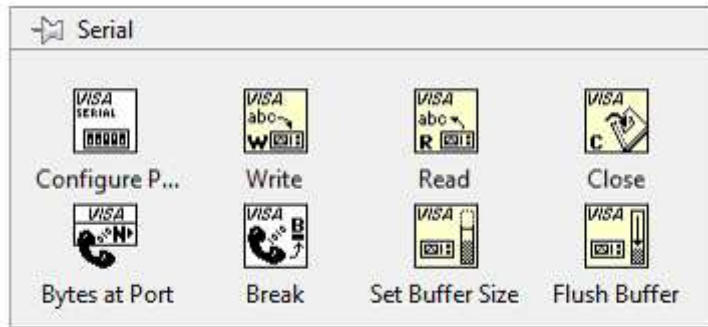 Serial
VISA
SERIAL
VISA
abc
W
VISA
abc
R
VISA
C
Configure P...
Write
Read
Close
VISA
N
VISA
B
VISA
VISA
Bytes at Port
Break
Set Buffer Size
Flush Buffer